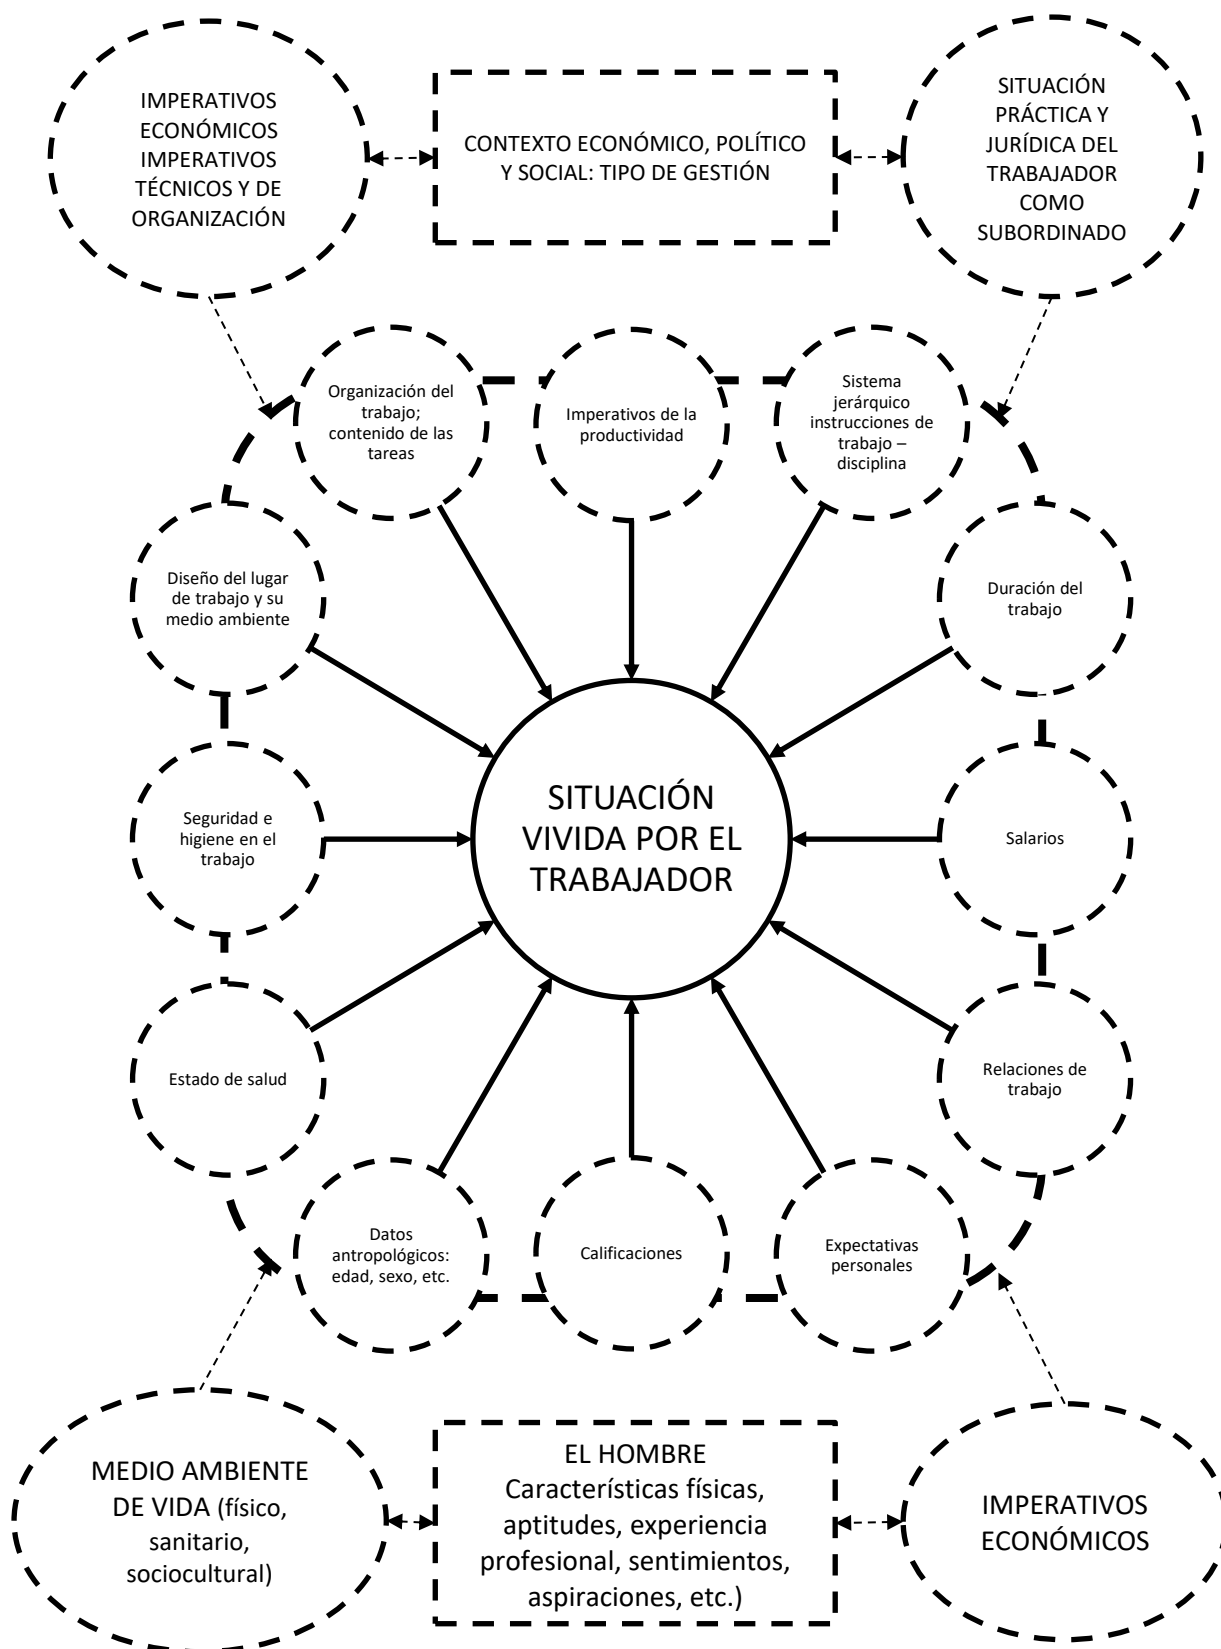 IMPERATIVOS
ECONÓMICOS
IMPERATIVOS
TÉCNICOS Y DE
ORGANIZACIÓN
CONTEXTO ECONÓMICO, POLÍTICO
Y SOCIAL: TIPO DE GESTIÓN
SITUACIÓN
PRÁCTICA Y
JURÍDICA DEL
TRABAJADOR
COMO
SUBORDINADO
Organización del
trabajo;
contenido de las
tareas
Imperativos de la
productividad
Sistema
jerárquico
instrucciones de
trabajo –
disciplina
Diseño del lugar
de trabajo y su
medio ambiente
Duración del
trabajo
Seguridad e
higiene en el
trabajo
SITUACIÓN
VIVIDA POR EL
TRABAJADOR
Salarios
Estado de salud
Relaciones de
trabajo
Datos
antropológicos:
edad, sexo, etc.
Calificaciones
Expectativas
personales
MEDIO AMBIENTE
DE VIDA (físico,
sanitario,
sociocultural)
EL HOMBRE
Características físicas,
aptitudes, experiencia
profesional, sentimientos,
aspiraciones, etc.)
IMPERATIVOS
ECONÓMICOS